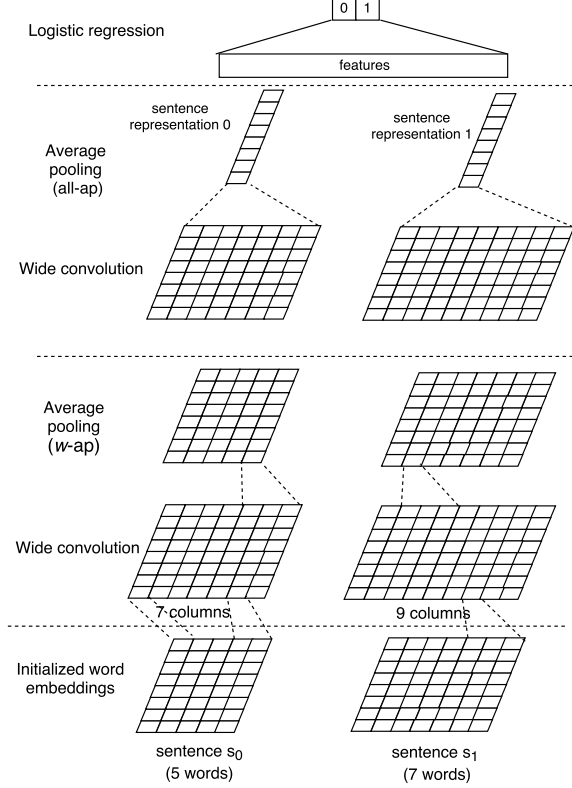 0 1
Logistic regression
features
sentence
representation 0
sentence
representation 1
Average
pooling
(all-ap)
Wide convolution
Average
pooling
(w-ap)
Wide convolution
7 columns
9 columns
Initialized word
embeddings
sentence s0
(5 words)
sentence s1
(7 words)